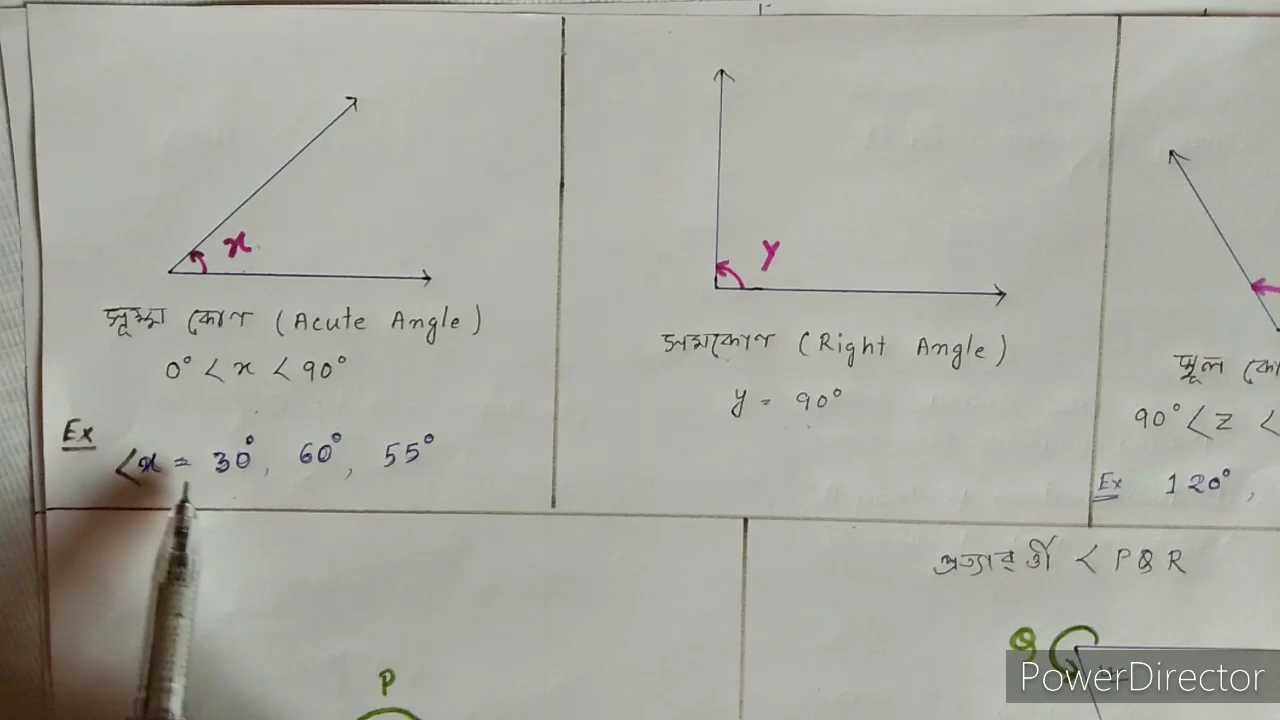 x
সূক্ষ্ম কোণ (Acute Angle)
0° < x < 90°
Ex
<x = 30°, 60°, 55°
y
সমকোণ (Right Angle)
y = 90°
স্থূল
90° < z <
Ex 120°,
P
প্রত্যাবর্তী < PQR
Q
PowerDirector